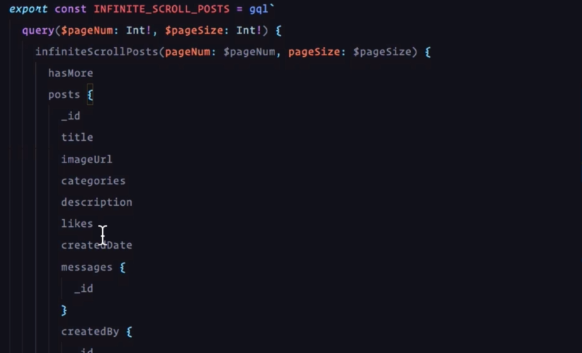 export const INFINITE_SCROLL_POSTS = gql`
query($pageNum: Int!, $pageSize: Int!) {
infiniteScrollPosts(pageNum: $pageNum, pageSize: $pageSize) {
hasMore
posts {
_id
title
imageUrl
categories
description
likes
createdDate
messages {
_id
}
createdBy {
_id